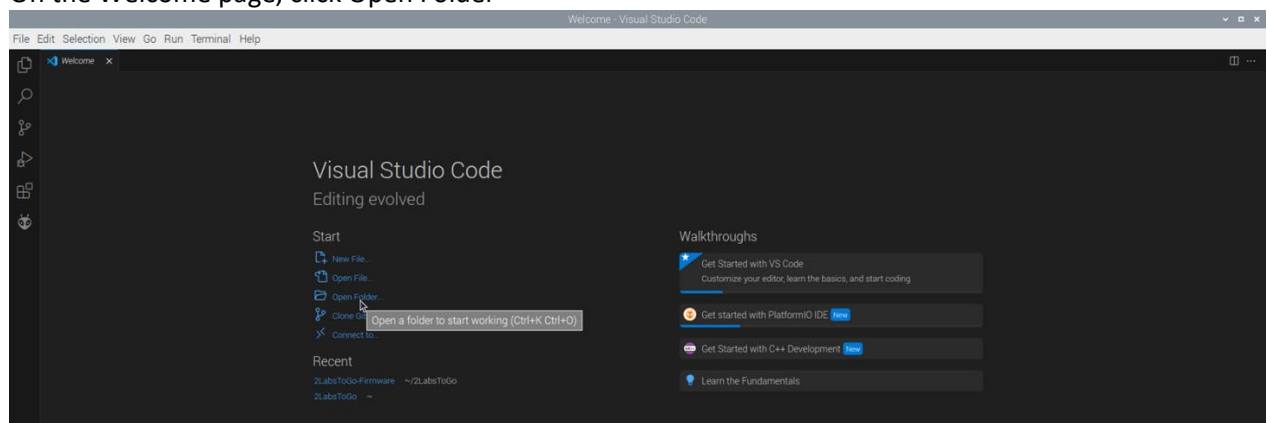 On the Welcome page, click Open Folder
Welcome - Visual Studio Code
File Edit Selection View Go Run Terminal Help
Welcome
Visual Studio Code
Editing evolved
Start
New File...
Open File...
Open Folder...
Open a folder to start working (Ctrl+K Ctrl+O)
Connect to...
Recent
2LabsToGo-Firmware ~/2LabsToGo
2LabsToGo ~
Walkthroughs
Get Started with VS Code
Customize your editor, learn the basics, and start coding
Get started with PlatformIO IDE New
Get Started with C++ Development New
Learn the Fundamentals